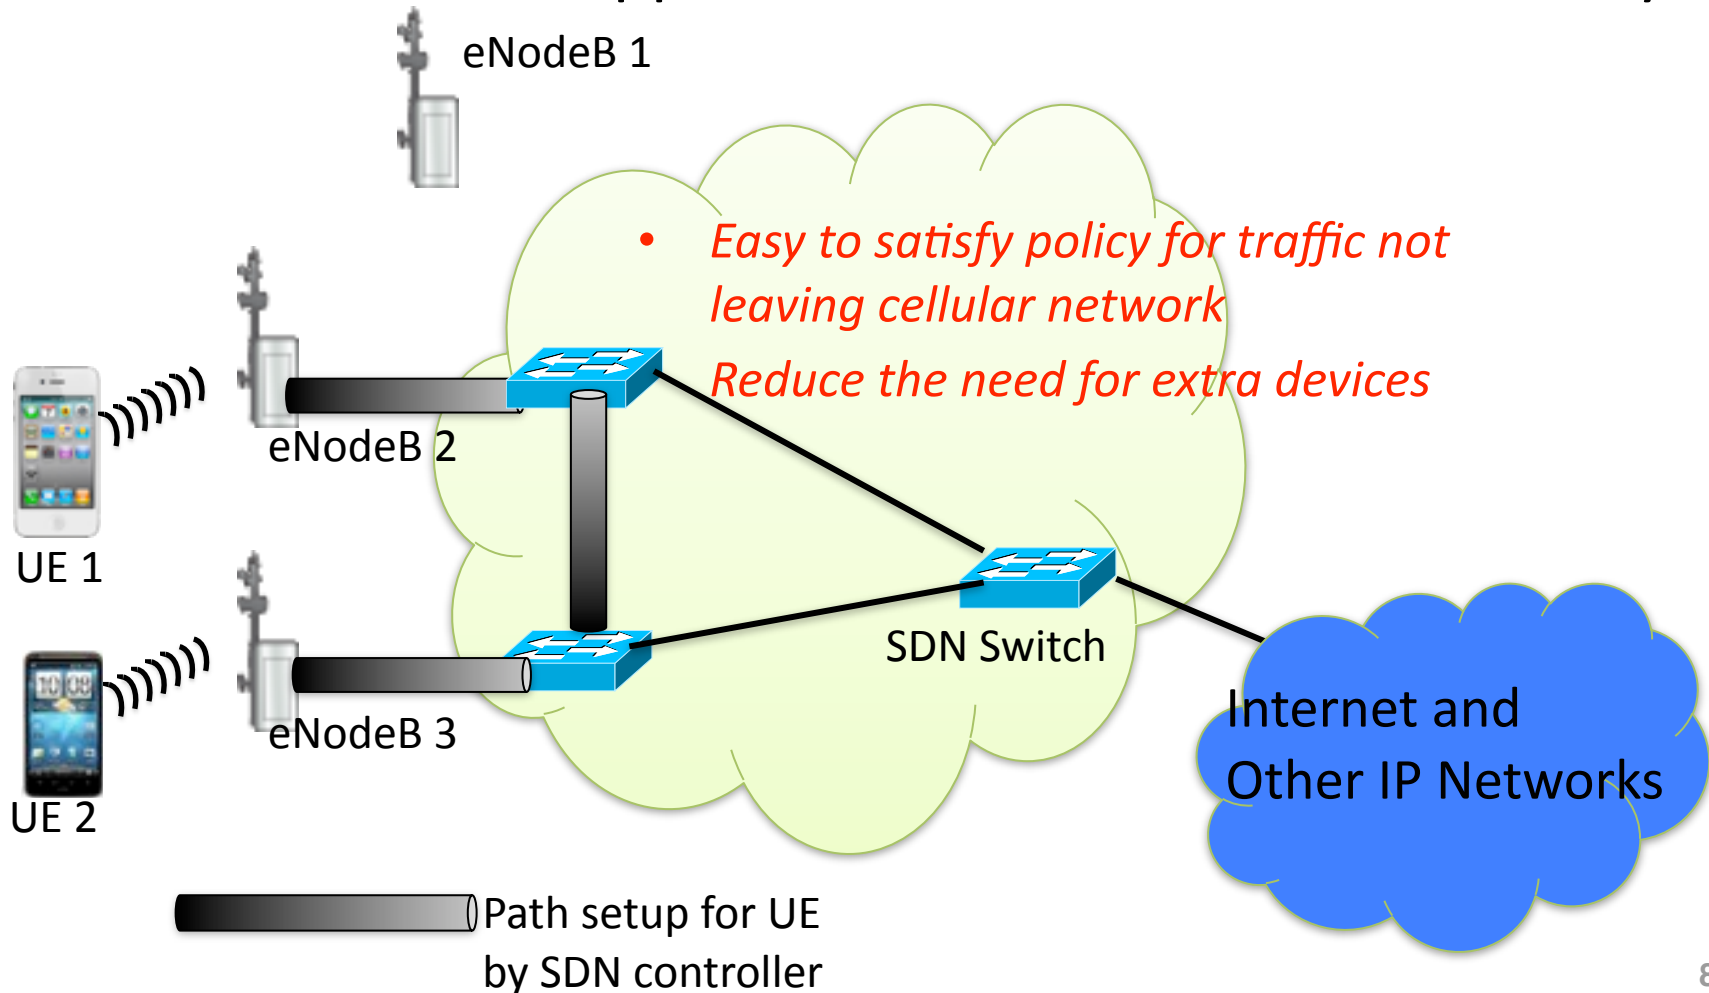 eNodeB 1
• Easy to satisfy policy for traffic not
leaving cellular network
Reduce the need for extra devices
eNodeB 2
UE 1
SDN Switch
eNodeB 3
Internet and
Other IP Networks
UE 2
Path setup for UE
by SDN controller
8